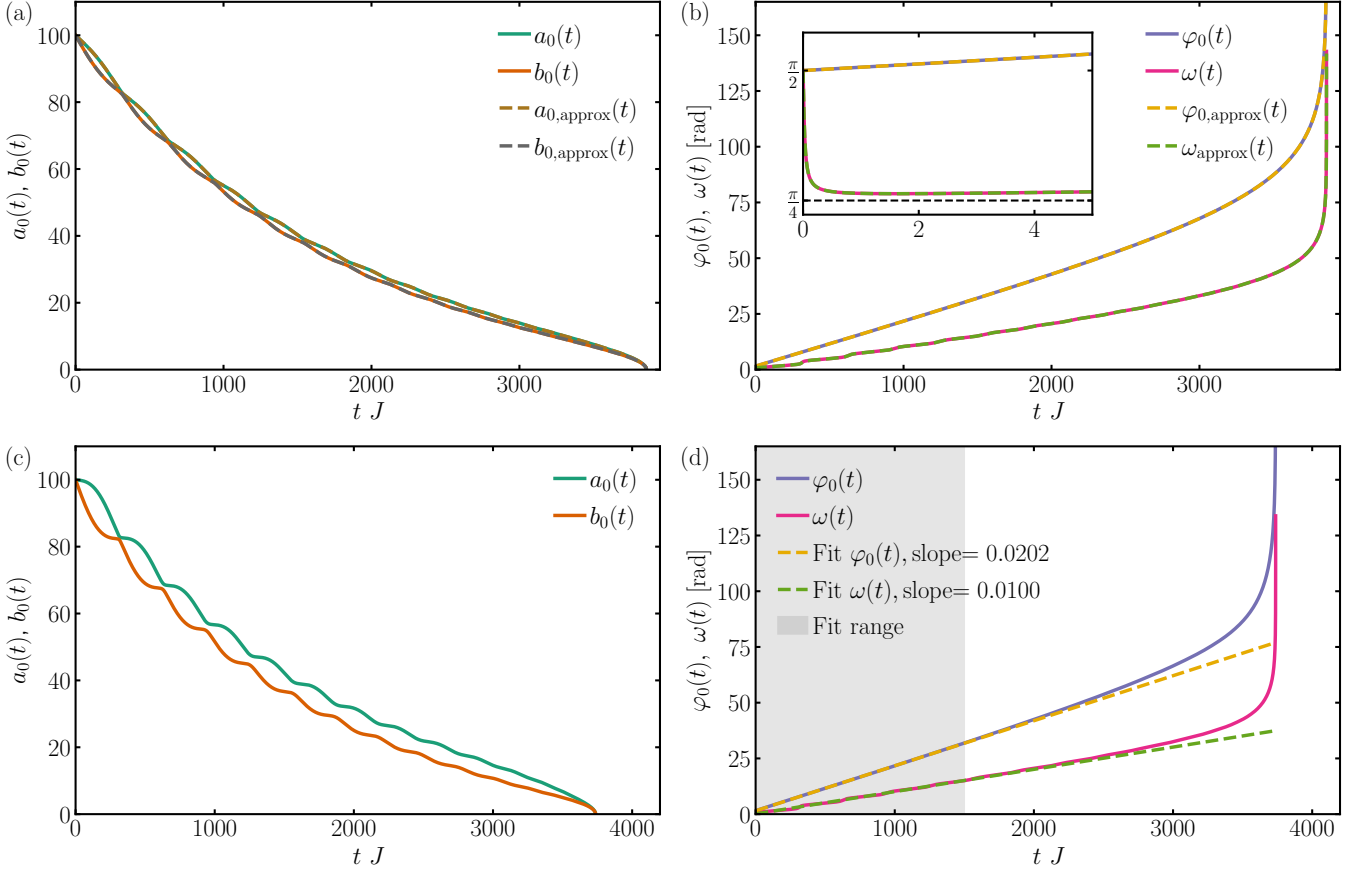 (a)
100
80
60
40
20
0
a₀(t), b₀(t)
a₀(t)
b₀(t)
a₀,approx(t)
b₀,approx(t)
0
1000
2000
3000
t J
(b)
150
125
100
75
50
25
0
φ₀(t), ω(t) [rad]
π/2
π/4
0
2
4
φ₀(t)
ω(t)
φ₀,approx(t)
ωapprox(t)
0
1000
2000
3000
t J
(c)
100
80
60
40
20
0
a₀(t), b₀(t)
a₀(t)
b₀(t)
0
1000
2000
3000
4000
t J
(d)
150
125
100
75
50
25
0
φ₀(t), ω(t) [rad]
φ₀(t)
ω(t)
Fit φ₀(t), slope= 0.0202
Fit ω(t), slope= 0.0100
Fit range
0
1000
2000
3000
4000
t J